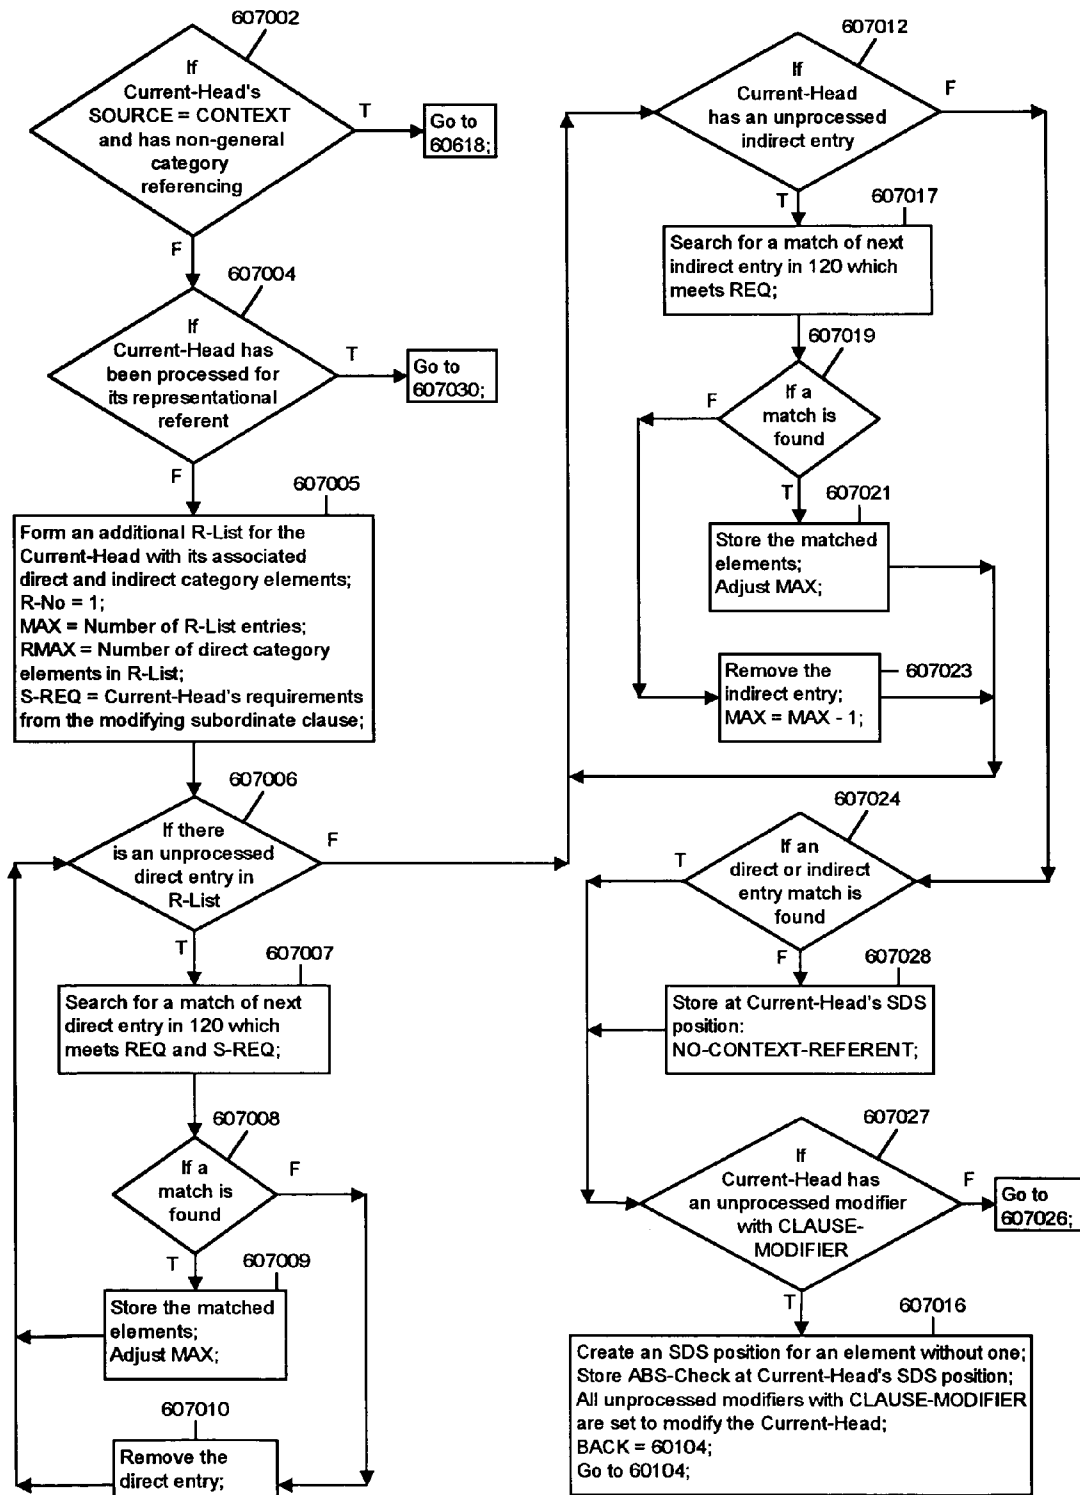 607002
If
Current-Head's
SOURCE = CONTEXT
and has non-general
category
referencing
T
Go to
60618;
F
607004
If
Current-Head has
been processed for
its representational
referent
T
Go to
607030;
F
607005
Form an additional R-List for the
Current-Head with its associated
direct and indirect category elements;
R-No = 1;
MAX = Number of R-List entries;
RMAX = Number of direct category
elements in R-List;
S-REQ = Current-Head's requirements
from the modifying subordinate clause;
607006
If there
is an unprocessed
direct entry in
R-List
F
T
607007
Search for a match of next
direct entry in 120 which
meets REQ and S-REQ;
607008
If a
match is
found
F
T
607009
Store the matched
elements;
Adjust MAX;
607010
Remove the
direct entry;
607012
If
Current-Head
has an unprocessed
indirect entry
F
T
607017
Search for a match of next
indirect entry in 120 which
meets REQ;
607019
If a
match is
found
F
T
607021
Store the matched
elements;
Adjust MAX;
Remove the
indirect entry;
MAX = MAX - 1;
607023
607024
If an
direct or indirect
entry match is
found
T
F
607028
Store at Current-Head's SDS
position:
NO-CONTEXT-REFERENT;
607027
If
Current-Head has
an unprocessed modifier
with CLAUSE-
MODIFIER
F
Go to
607026;
T
607016
Create an SDS position for an element without one;
Store ABS-Check at Current-Head's SDS position;
All unprocessed modifiers with CLAUSE-MODIFIER
are set to modify the Current-Head;
BACK = 60104;
Go to 60104;